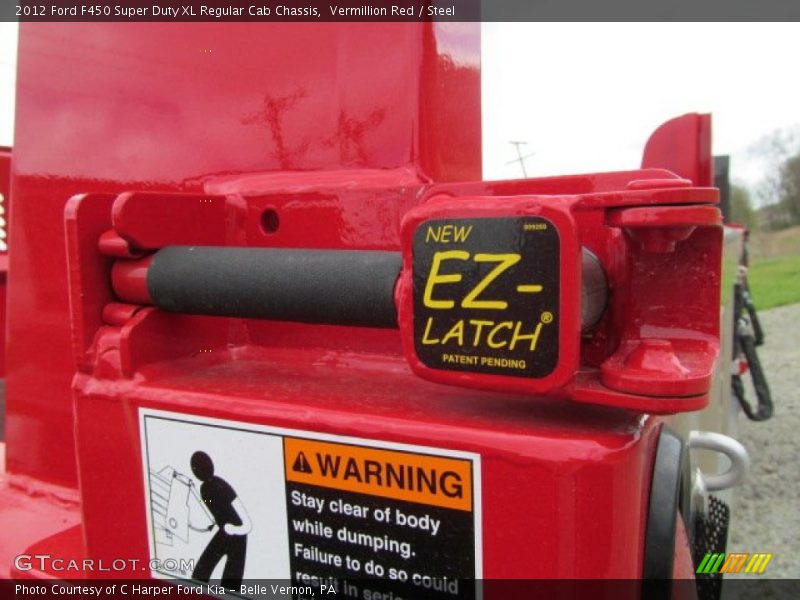 2012 Ford F450 Super Duty XL Regular Cab Chassis,  Vermillion Red / Steel
NEW
EZ-
LATCH®
PATENT PENDING
WARNING
Stay clear of body
while dumping.
Failure to do so could
result in
GTCARLOT.COM
Photo Courtesy of C Harper Ford Kia - Belle Vernon, PA